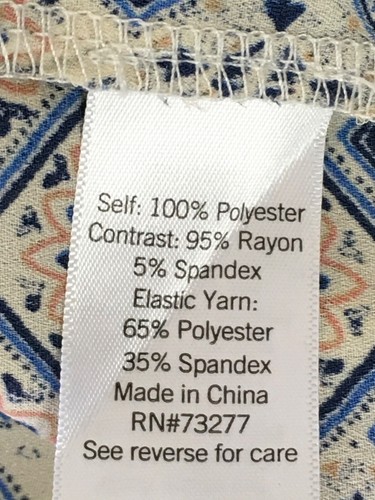 Self: 100% Polyester
Contrast: 95% Rayon
5% Spandex
Elastic Yarn:
65% Polyester
35% Spandex
Made in China
RN#73277
See reverse for care